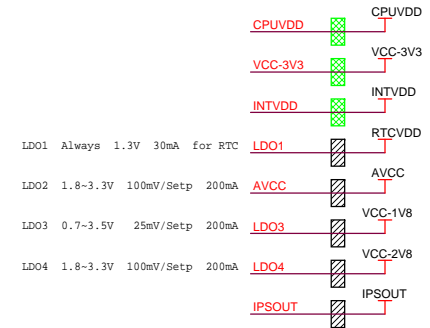 CPUVDD CPUVDD
VCC-3V3 VCC-3V3
INTVDD INTVDD
LDO1 Always 1.3V 30mA for RTC LDO1 RTCVDD
LDO2 1.8~3.3V 100mV/Setp 200mA AVCC AVCC
LDO3 0.7~3.5V 25mV/Setp 200mA LDO3 VCC-1V8
LDO4 1.8~3.3V 100mV/Setp 200mA LDO4 VCC-2V8
IPSOUT IPSOUT